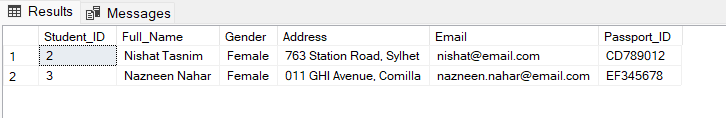 Results Messages
Student_ID Full_Name Gender Address Email Passport_ID
1 2 Nishat Tasnim Female 763 Station Road, Sylhet nishat@email.com CD789012
2 3 Nazneen Nahar Female 011 GHI Avenue, Comilla nazneen.nahar@email.com EF345678